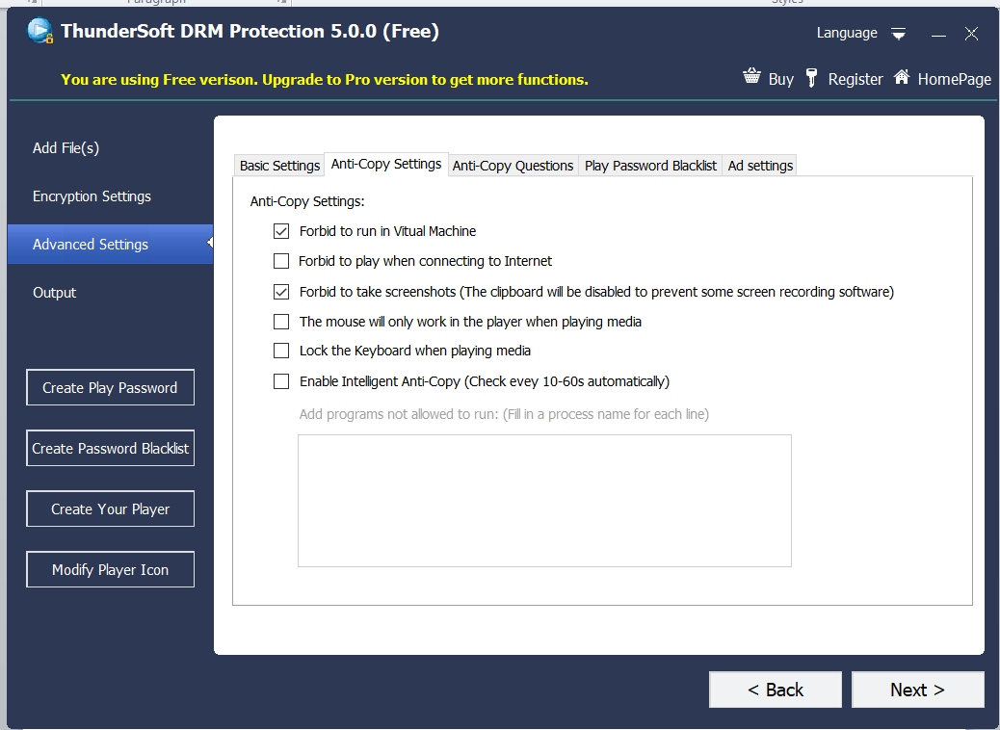 Paragraph
Styles
ThunderSoft DRM Protection 5.0.0 (Free)
Language
You are using Free verison. Upgrade to Pro version to get more functions.
Buy
Register
HomePage
Add File(s)
Encryption Settings
Advanced Settings
Output
Create Play Password
Create Password Blacklist
Create Your Player
Modify Player Icon
Basic Settings
Anti-Copy Settings
Anti-Copy Questions
Play Password Blacklist
Ad settings
Anti-Copy Settings:
Forbid to run in Vitual Machine
Forbid to play when connecting to Internet
Forbid to take screenshots (The clipboard will be disabled to prevent some screen recording software)
The mouse will only work in the player when playing media
Lock the Keyboard when playing media
Enable Intelligent Anti-Copy (Check evey 10-60s automatically)
Add programs not allowed to run: (Fill in a process name for each line)
< Back
Next >